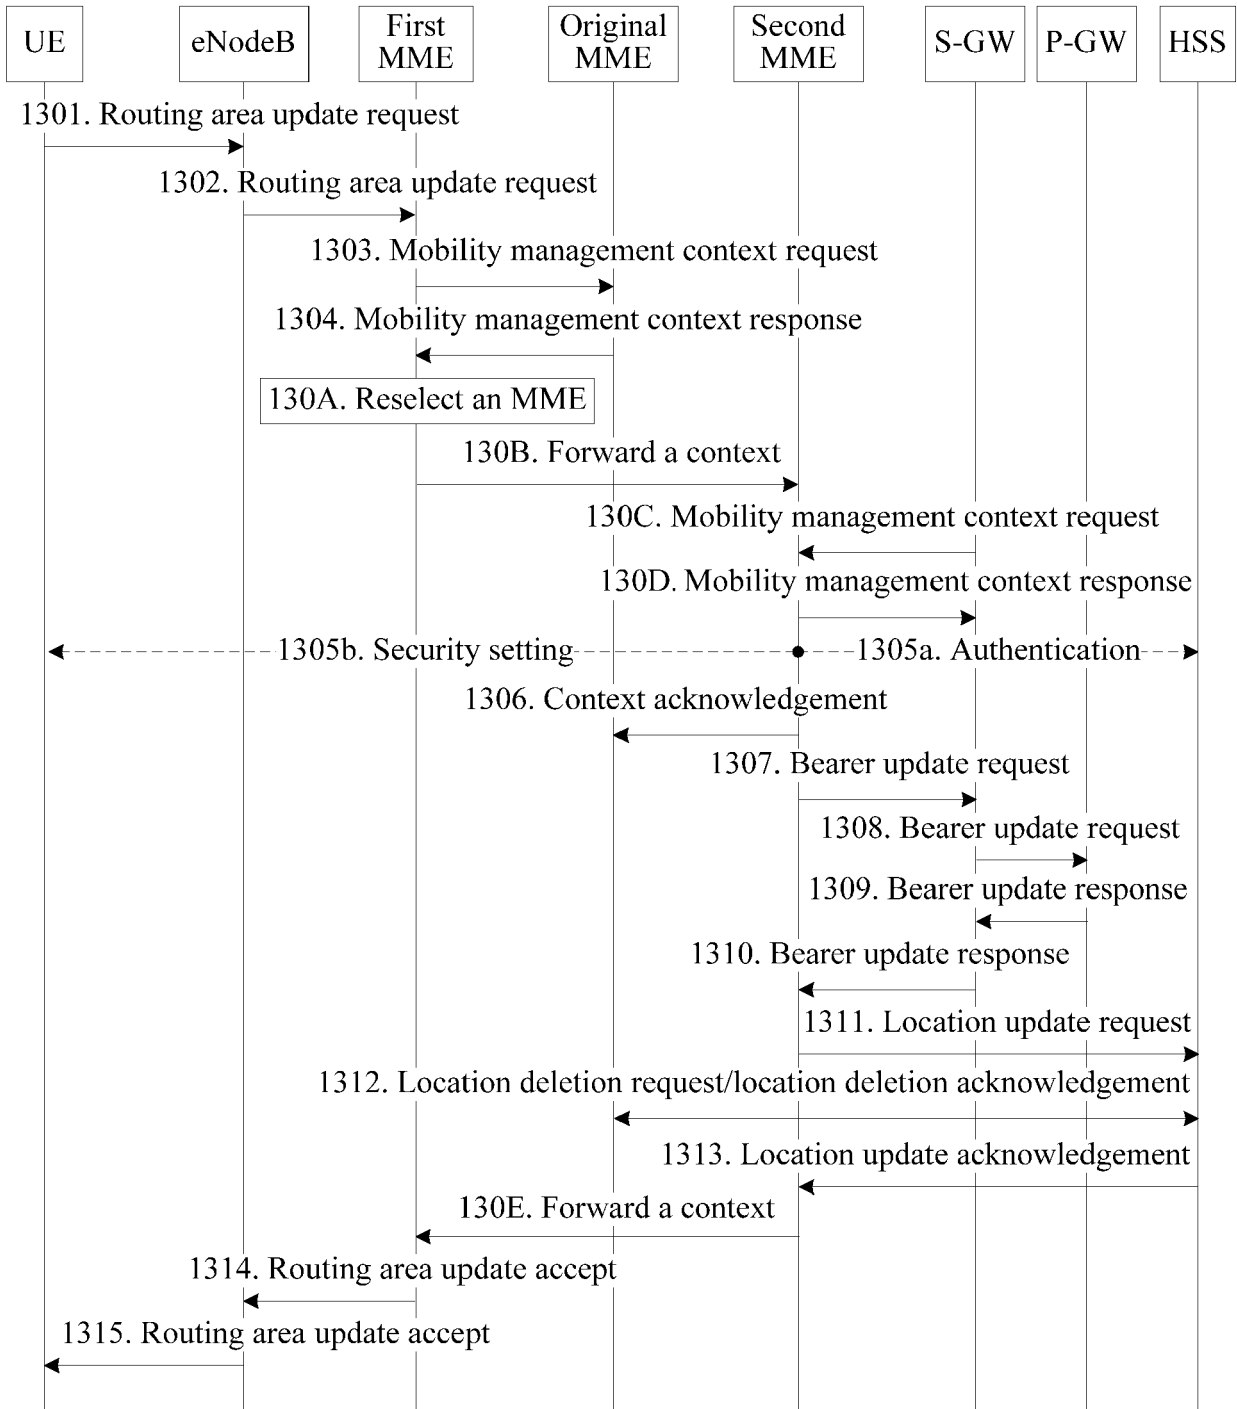 UE
eNodeB
First
MME
Original
MME
Second
MME
S-GW
P-GW
HSS
1301. Routing area update request
1302. Routing area update request
1303. Mobility management context request
1304. Mobility management context response
130A. Reselect an MME
130B. Forward a context
130C. Mobility management context request
130D. Mobility management context response
1305b. Security setting
1305a. Authentication
1306. Context acknowledgement
1307. Bearer update request
1308. Bearer update request
1309. Bearer update response
1310. Bearer update response
1311. Location update request
1312. Location deletion request/location deletion acknowledgement
1313. Location update acknowledgement
130E. Forward a context
1314. Routing area update accept
1315. Routing area update accept